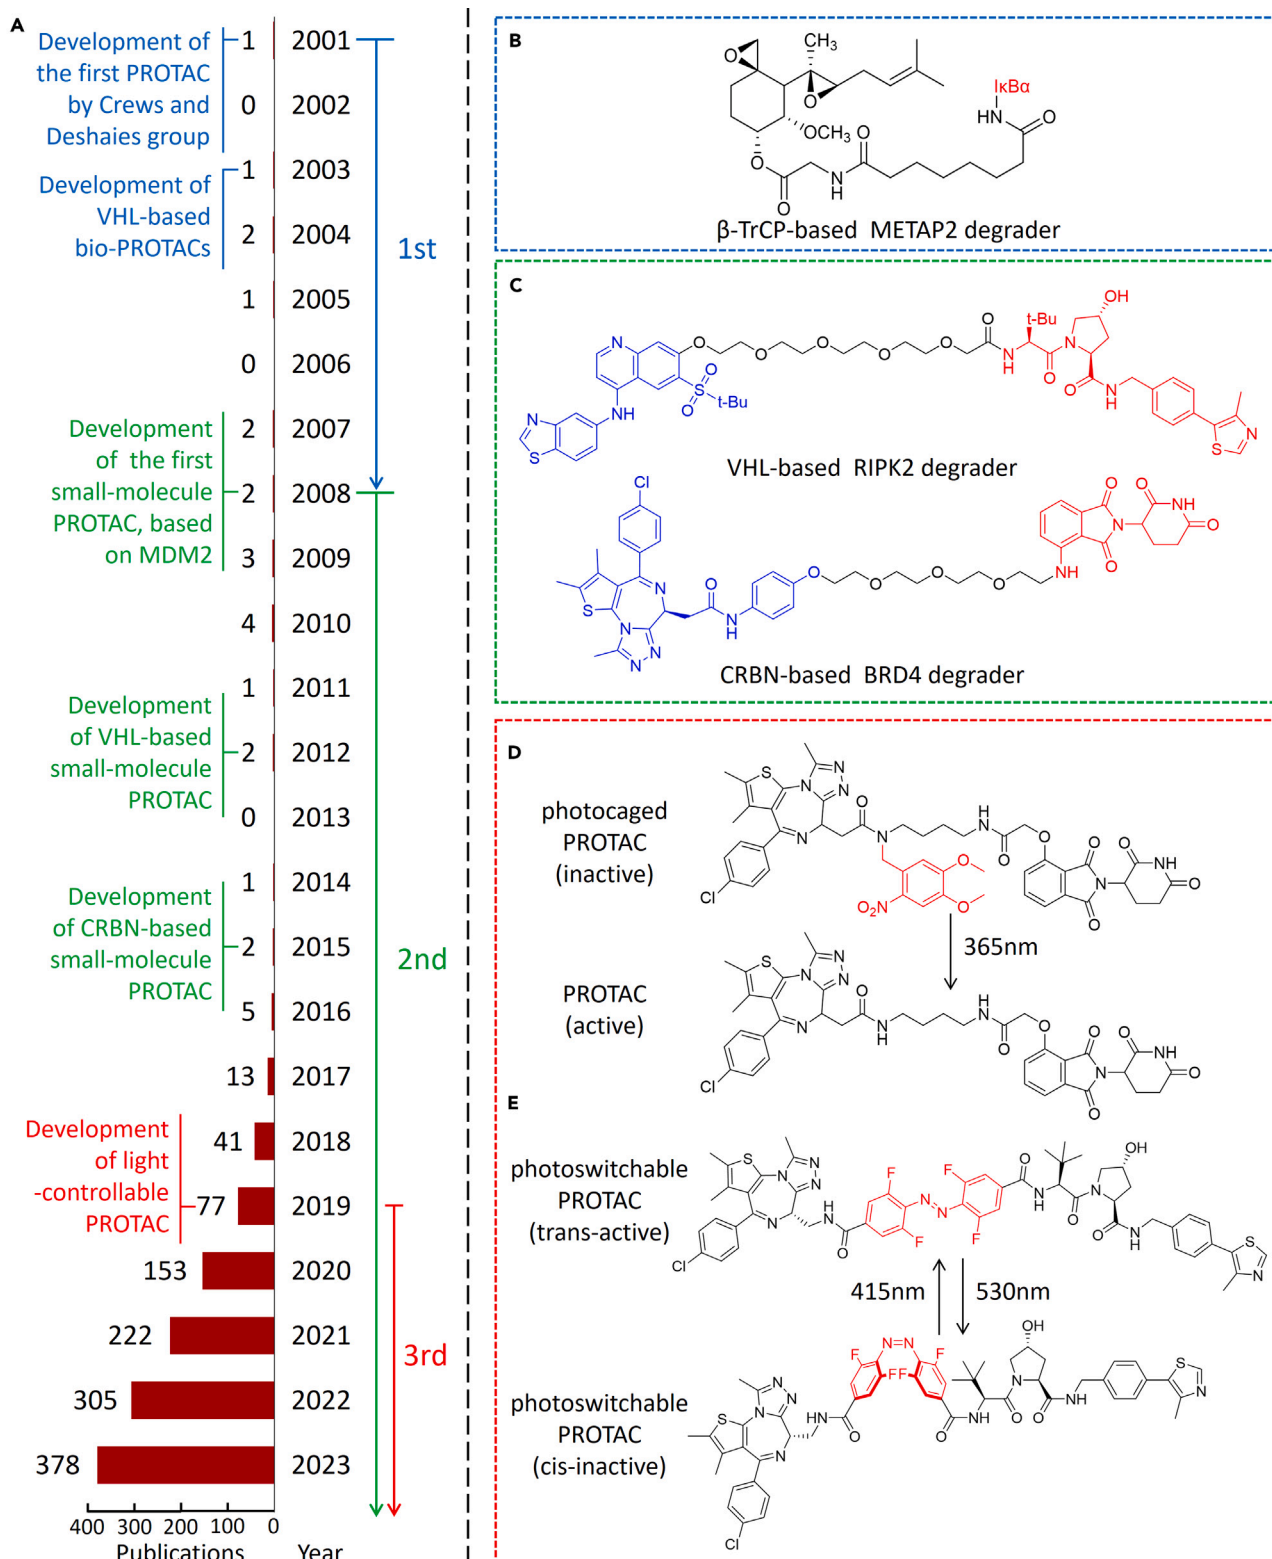 A
Development of
the first PROTAC
by Crews and
Deshaies group
Development of
VHL-based
bio-PROTACs
Development
of the first
small-molecule
PROTAC, based
on MDM2
Development
of VHL-based
small-molecule
PROTAC
Development
of CRBN-based
small-molecule
PROTAC
Development
of light
-controllable
PROTAC
1 2001
0 2002
1 2003
2 2004
1 2005
0 2006
2 2007
2 2008
3 2009
4 2010
1 2011
2 2012
0 2013
1 2014
2 2015
5 2016
13 2017
41 2018
77 2019
153 2020
222 2021
305 2022
378 2023
400 300 200 100 0
Publications Year
1st
2nd
3rd
B
O
CH3
O
IκBα
HN
O
OCH3
O
O
O
N
H
β-TrCP-based METAP2 degrader
C
N
O
O
O
O
O
O
N
H
t-Bu
O
N
OH
O
NH
S
N
O
S
O
t-Bu
NH
N
S
VHL-based RIPK2 degrader
Cl
N
S
N
N
N
O
N
H
O
O
O
O
NH
O
O
N
O
NH
O
CRBN-based BRD4 degrader
D
photocaged
PROTAC
(inactive)
S
N
N
N
N
Cl
O
N
O2N
O
O
H
N
O
O
O
N
O
O
NH
O
365nm
PROTAC
(active)
S
N
N
N
N
Cl
O
N
H
H
N
O
O
O
N
O
O
NH
O
E
photoswitchable
PROTAC
(trans-active)
S
N
N
N
N
Cl
NH
O
F
F
N
N
F
F
O
NH
O
N
OH
O
NH
S
N
415nm 530nm
photoswitchable
PROTAC
(cis-inactive)
S
N
N
N
N
Cl
NH
O
F
N=N
F
FF
O
NH
O
N
OH
O
NH
S
N